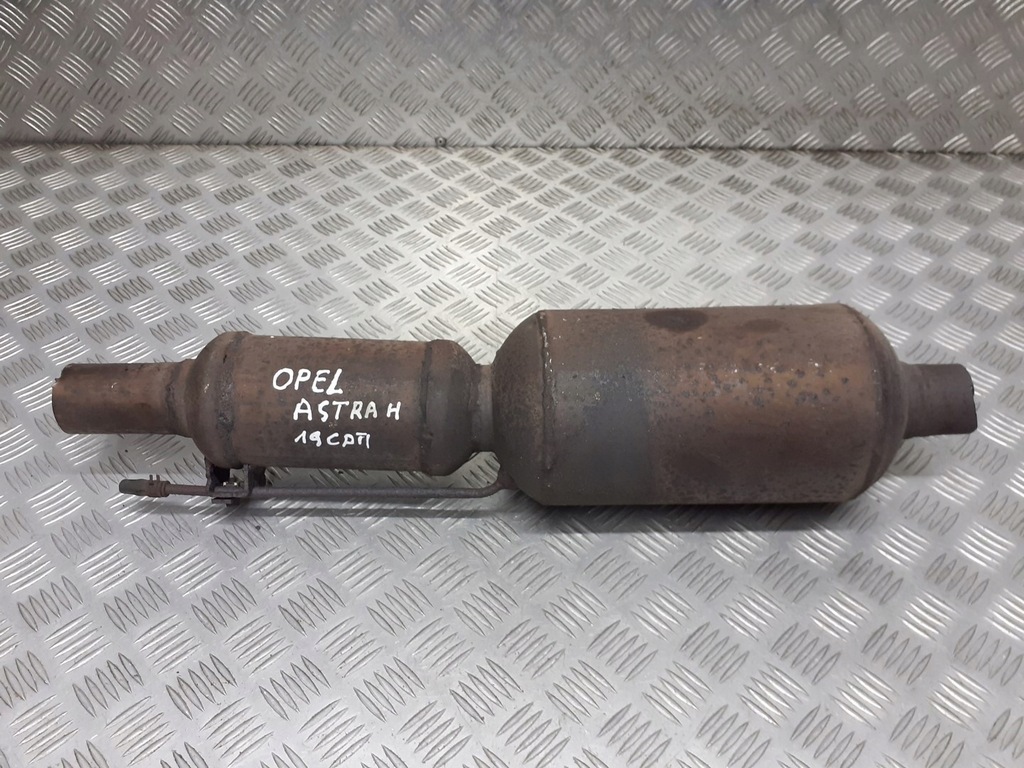 OPEL
ASTRA H
1.9 CDTI